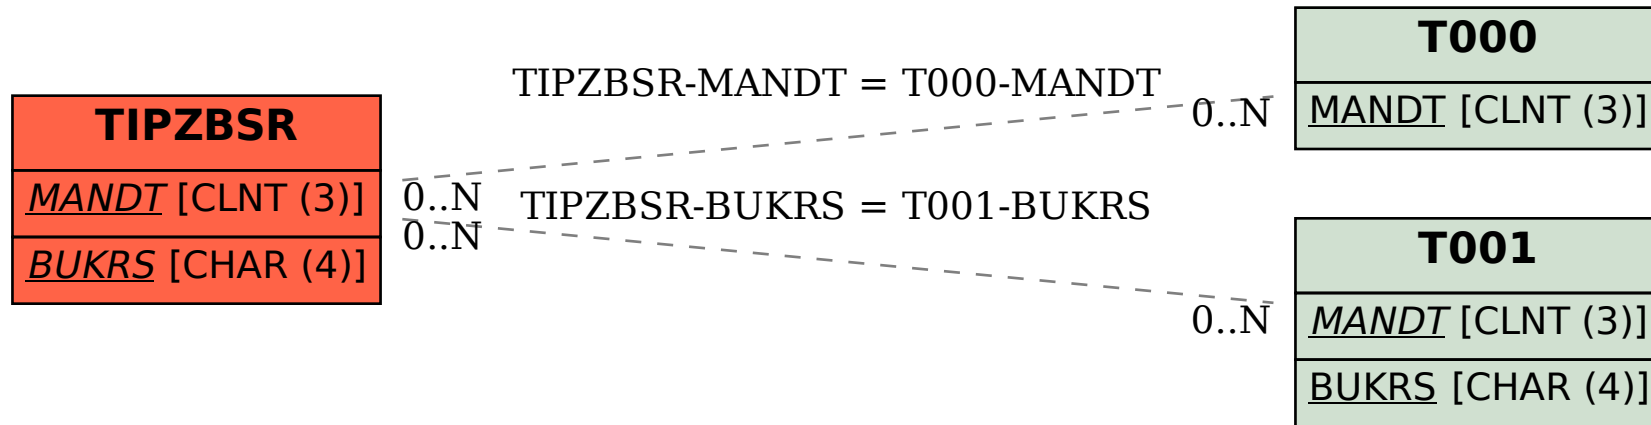 TIPZBSR
MANDT [CLNT (3)]
BUKRS [CHAR (4)]
TIPZBSR-MANDT = T000-MANDT
0..N
0..N
TIPZBSR-BUKRS = T001-BUKRS
0..N
0..N
T000
MANDT [CLNT (3)]
T001
MANDT [CLNT (3)]
BUKRS [CHAR (4)]